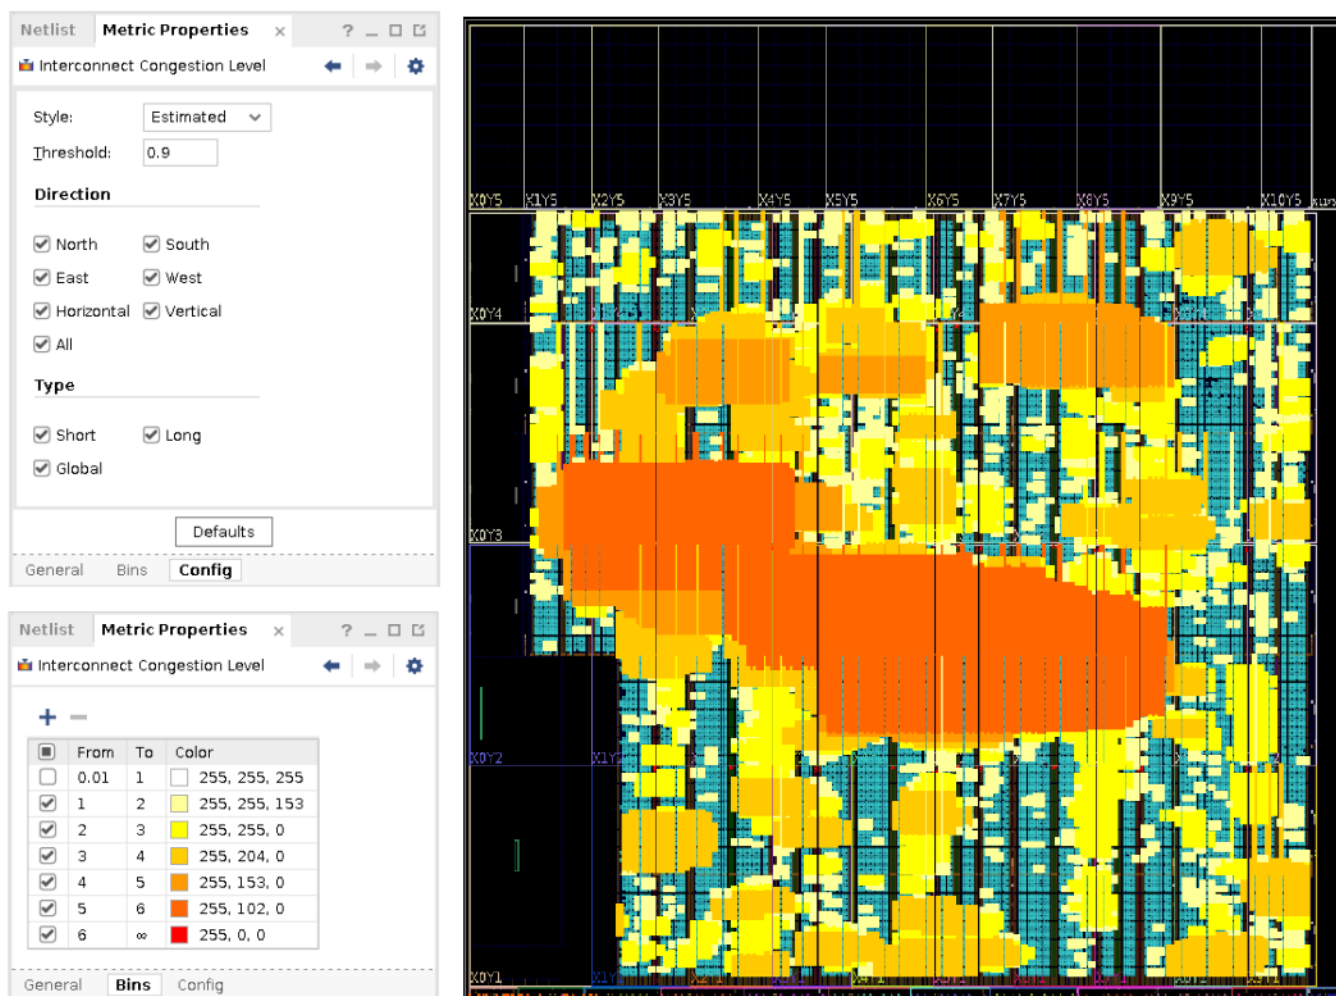 Netlist Metric Properties × ?
Interconnect Congestion Level
Style: Estimated
Threshold: 0.9
Direction
North South
East West
Horizontal Vertical
All
Type
Short Long
Global
Defaults
General Bins Config
Netlist Metric Properties × ?
Interconnect Congestion Level
From To Color
0.01 1 255, 255, 255
1 2 255, 255, 153
2 3 255, 255, 0
3 4 255, 204, 0
4 5 255, 153, 0
5 6 255, 102, 0
6 ∞ 255, 0, 0
General Bins Config
X0Y5 X1Y5 X2Y5 X3Y5 X4Y5 X5Y5 X6Y5 X7Y5 X8Y5 X9Y5 X10Y5
X0Y4
X0Y3
X0Y2
X0Y1